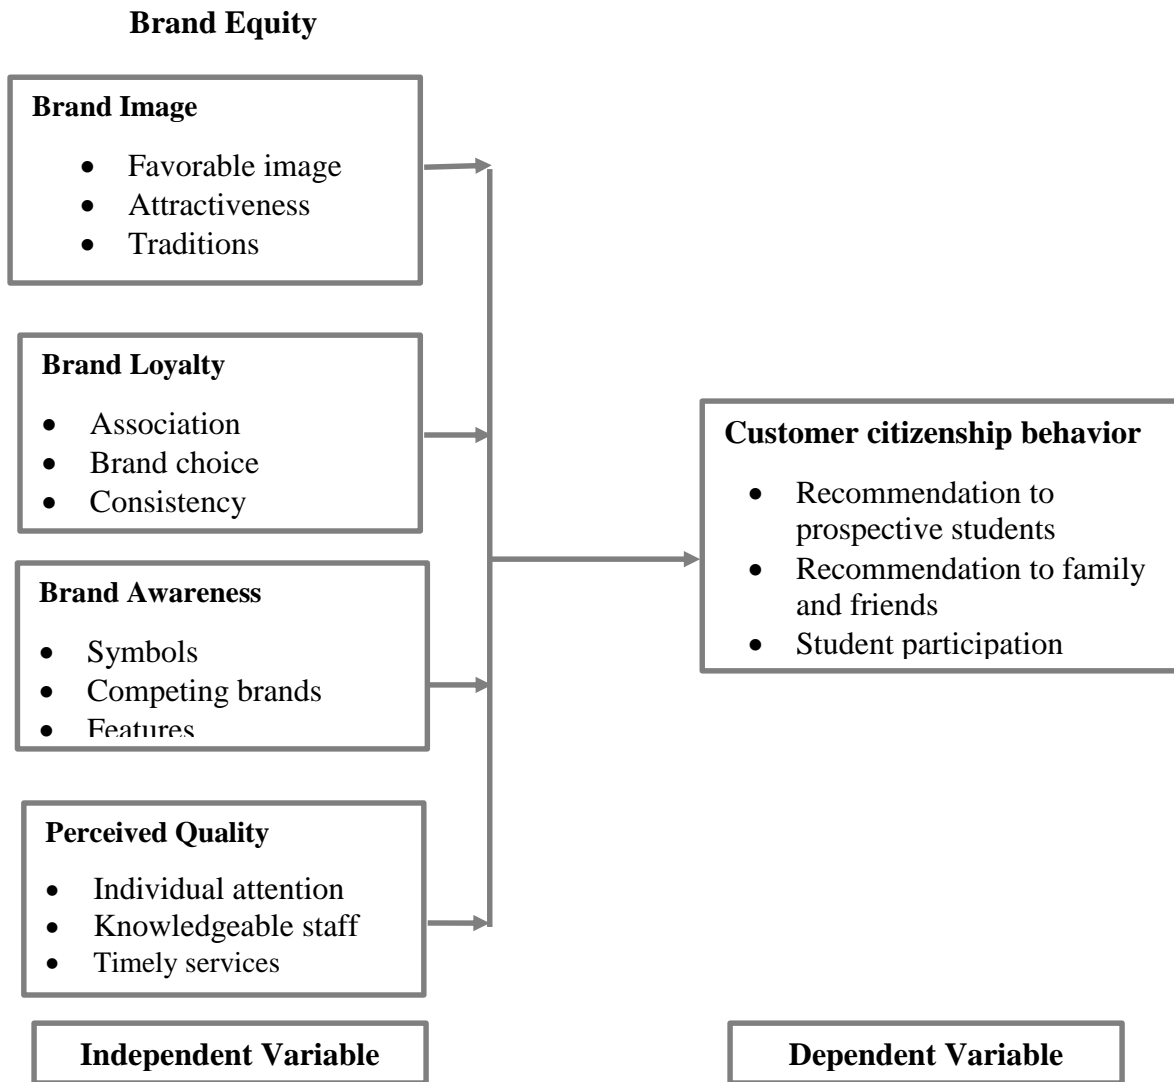 Brand Equity
Brand Image
• Favorable image
• Attractiveness
• Traditions
Brand Loyalty
• Association
• Brand choice
• Consistency
Brand Awareness
• Symbols
• Competing brands
• Features
Perceived Quality
• Individual attention
• Knowledgeable staff
• Timely services
Independent Variable
Customer citizenship behavior
• Recommendation to
prospective students
• Recommendation to family
and friends
• Student participation
Dependent Variable